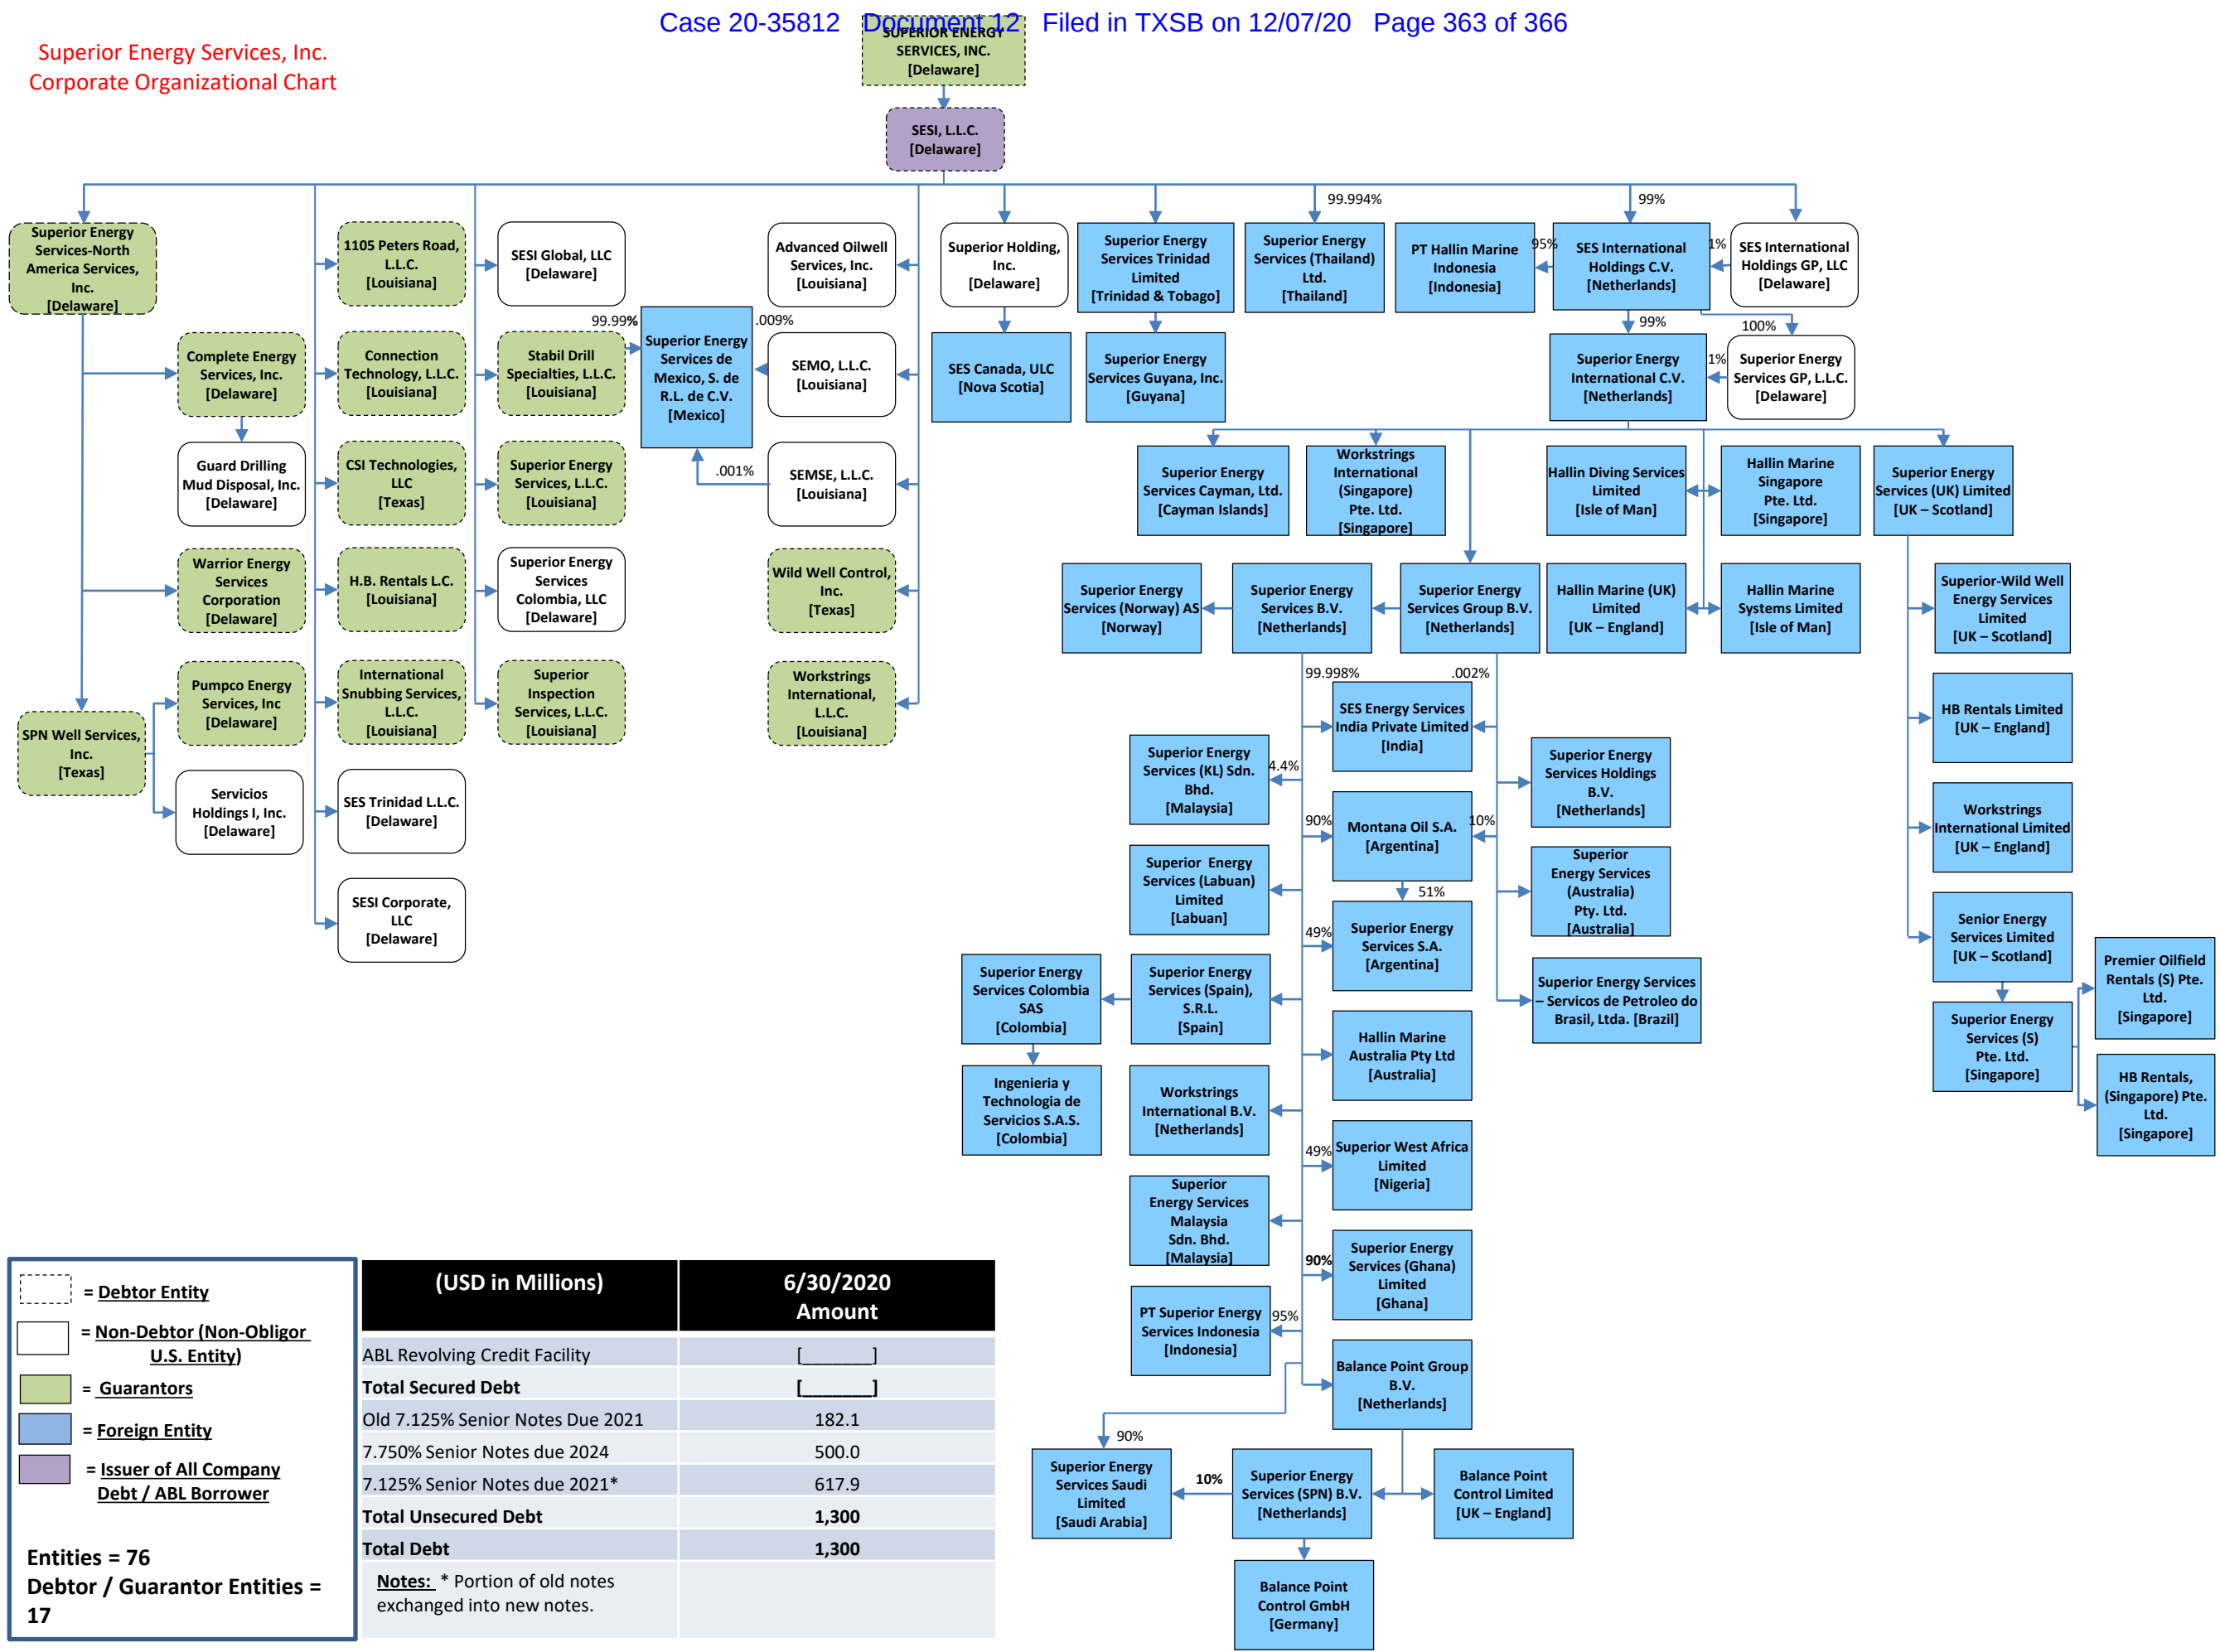 Case 20-35812 Document 12 Filed in TXSB on 12/07/20 Page 363 of 366
Superior Energy Services, Inc.
Corporate Organizational Chart
SUPERIOR ENERGY
SERVICES, INC.
[Delaware]
SESI, L.L.C.
[Delaware]
99.994%
99%
Superior Energy
Services-North
America Services,
Inc.
[Delaware]
1105 Peters Road,
L.L.C.
[Louisiana]
SESI Global, LLC
[Delaware]
Advanced Oilwell
Services, Inc.
[Louisiana]
Superior Holding,
Inc.
[Delaware]
Superior Energy
Services Trinidad
Limited
[Trinidad & Tobago]
Superior Energy
Services (Thailand)
Ltd.
[Thailand]
PT Hallin Marine
Indonesia
[Indonesia]
95%
SES International
Holdings C.V.
[Netherlands]
1%
SES International
Holdings GP, LLC
[Delaware]
Complete Energy
Services, Inc.
[Delaware]
Connection
Technology, L.L.C.
[Louisiana]
Stabil Drill
Specialties, L.L.C.
[Louisiana]
99.99%
Superior Energy
Services de
Mexico, S. de
R.L. de C.V.
[Mexico]
.009%
SEMO, L.L.C.
[Louisiana]
SES Canada, ULC
[Nova Scotia]
Superior Energy
Services Guyana, Inc.
[Guyana]
99%
100%
Superior Energy
International C.V.
[Netherlands]
1%
Superior Energy
Services GP, L.L.C.
[Delaware]
Guard Drilling
Mud Disposal, Inc.
[Delaware]
CSI Technologies,
LLC
[Texas]
Superior Energy
Services, L.L.C.
[Louisiana]
.001%
SEMSE, L.L.C.
[Louisiana]
Superior Energy
Services Cayman, Ltd.
[Cayman Islands]
Workstrings
International
(Singapore)
Pte. Ltd.
[Singapore]
Hallin Diving Services
Limited
[Isle of Man]
Hallin Marine
Singapore
Pte. Ltd.
[Singapore]
Superior Energy
Services (UK) Limited
[UK – Scotland]
Warrior Energy
Services
Corporation
[Delaware]
H.B. Rentals L.C.
[Louisiana]
Superior Energy
Services
Colombia, LLC
[Delaware]
Wild Well Control,
Inc.
[Texas]
Superior Energy
Services (Norway) AS
[Norway]
Superior Energy
Services B.V.
[Netherlands]
Superior Energy
Services Group B.V.
[Netherlands]
Hallin Marine (UK)
Limited
[UK – England]
Hallin Marine
Systems Limited
[Isle of Man]
Superior-Wild Well
Energy Services
Limited
[UK – Scotland]
SPN Well Services,
Inc.
[Texas]
Pumpco Energy
Services, Inc
[Delaware]
International
Snubbing Services,
L.L.C.
[Louisiana]
Superior
Inspection
Services, L.L.C.
[Louisiana]
Workstrings
International,
L.L.C.
[Louisiana]
99.998%
.002%
SES Energy Services
India Private Limited
[India]
HB Rentals Limited
[UK – England]
Servicios
Holdings I, Inc.
[Delaware]
SES Trinidad L.L.C.
[Delaware]
Superior Energy
Services (KL) Sdn.
Bhd.
[Malaysia]
4.4%
Superior Energy
Services Holdings
B.V.
[Netherlands]
90%
Montana Oil S.A.
[Argentina]
10%
Workstrings
International Limited
[UK – England]
SESI Corporate,
LLC
[Delaware]
Superior Energy
Services (Labuan)
Limited
[Labuan]
51%
Superior
Energy Services
(Australia)
Pty. Ltd.
[Australia]
49%
Superior Energy
Services S.A.
[Argentina]
Senior Energy
Services Limited
[UK – Scotland]
Superior Energy
Services Colombia
SAS
[Colombia]
Superior Energy
Services (Spain),
S.R.L.
[Spain]
Superior Energy Services
– Servicos de Petroleo do
Brasil, Ltda. [Brazil]
Premier Oilfield
Rentals (S) Pte.
Ltd.
[Singapore]
Hallin Marine
Australia Pty Ltd
[Australia]
Superior Energy
Services (S)
Pte. Ltd.
[Singapore]
Ingenieria y
Technologia de
Servicios S.A.S.
[Colombia]
Workstrings
International B.V.
[Netherlands]
HB Rentals,
(Singapore) Pte.
Ltd.
[Singapore]
49%
Superior West Africa
Limited
[Nigeria]
Superior
Energy Services
Malaysia
Sdn. Bhd.
[Malaysia]
90%
Superior Energy
Services (Ghana)
Limited
[Ghana]
PT Superior Energy
Services Indonesia
[Indonesia]
95%
Balance Point Group
B.V.
[Netherlands]
90%
Superior Energy
Services Saudi
Limited
[Saudi Arabia]
10%
Superior Energy
Services (SPN) B.V.
[Netherlands]
Balance Point
Control Limited
[UK – England]
Balance Point
Control GmbH
[Germany]
= Debtor Entity
= Non-Debtor (Non-Obligor
U.S. Entity)
= Guarantors
= Foreign Entity
= Issuer of All Company
Debt / ABL Borrower
Entities = 76
Debtor / Guarantor Entities =
17
(USD in Millions) 6/30/2020
Amount
ABL Revolving Credit Facility [_______]
Total Secured Debt [_______]
Old 7.125% Senior Notes Due 2021 182.1
7.750% Senior Notes due 2024 500.0
7.125% Senior Notes due 2021* 617.9
Total Unsecured Debt 1,300
Total Debt 1,300
Notes: * Portion of old notes
exchanged into new notes.